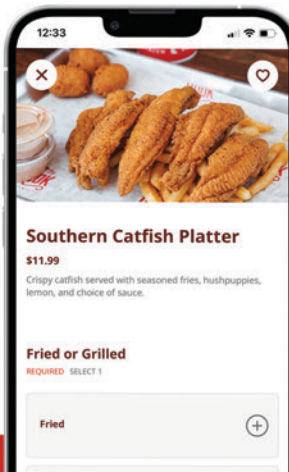 12:33
Southern Catfish Platter
$11.99
Crispy catfish served with seasoned fries, hushpuppies,
lemon, and choice of sauce.
Fried or Grilled
REQUIRED SELECT 1
Fried